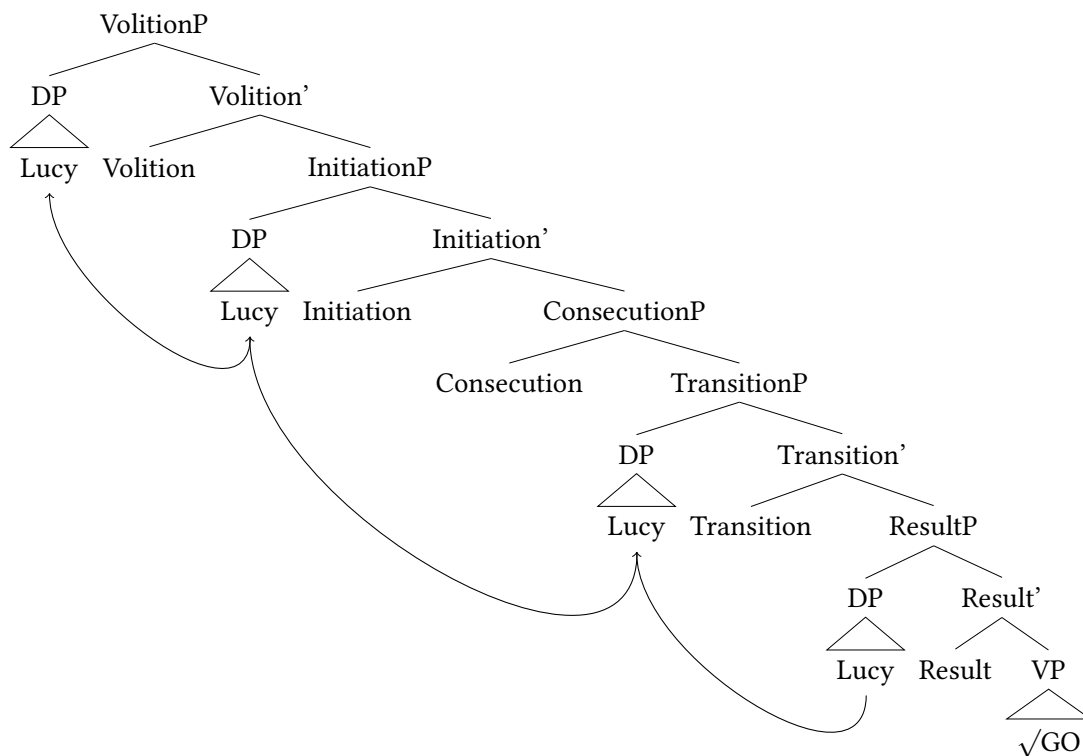 VolitionP
DP Volition’
Lucy Volition InitiationP
DP Initiation’
Lucy Initiation ConsecutionP
Consecution TransitionP
DP Transition’
Lucy Transition ResultP
DP Result’
Lucy Result VP
√GO